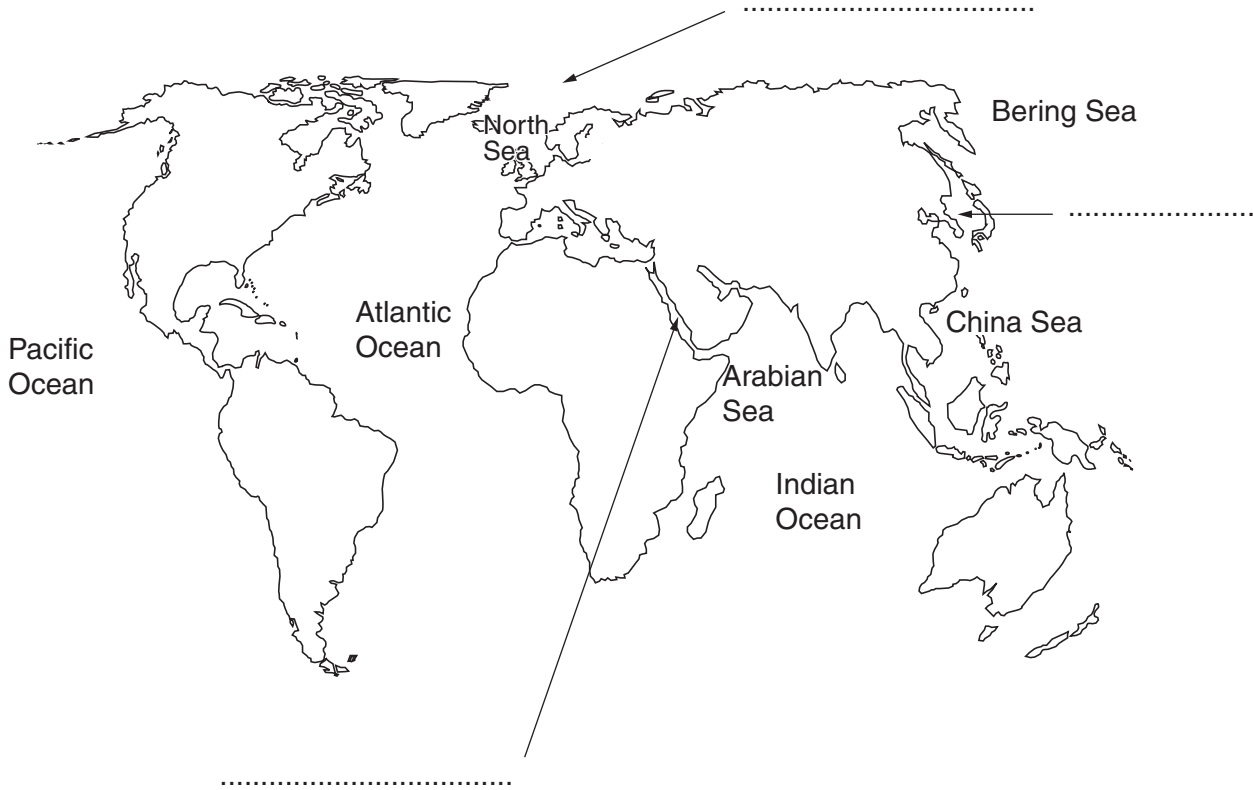 ....................................
North
Sea
Bering Sea
.......................
Atlantic
Ocean
China Sea
Pacific
Ocean
Arabian
Sea
Indian
Ocean
....................................